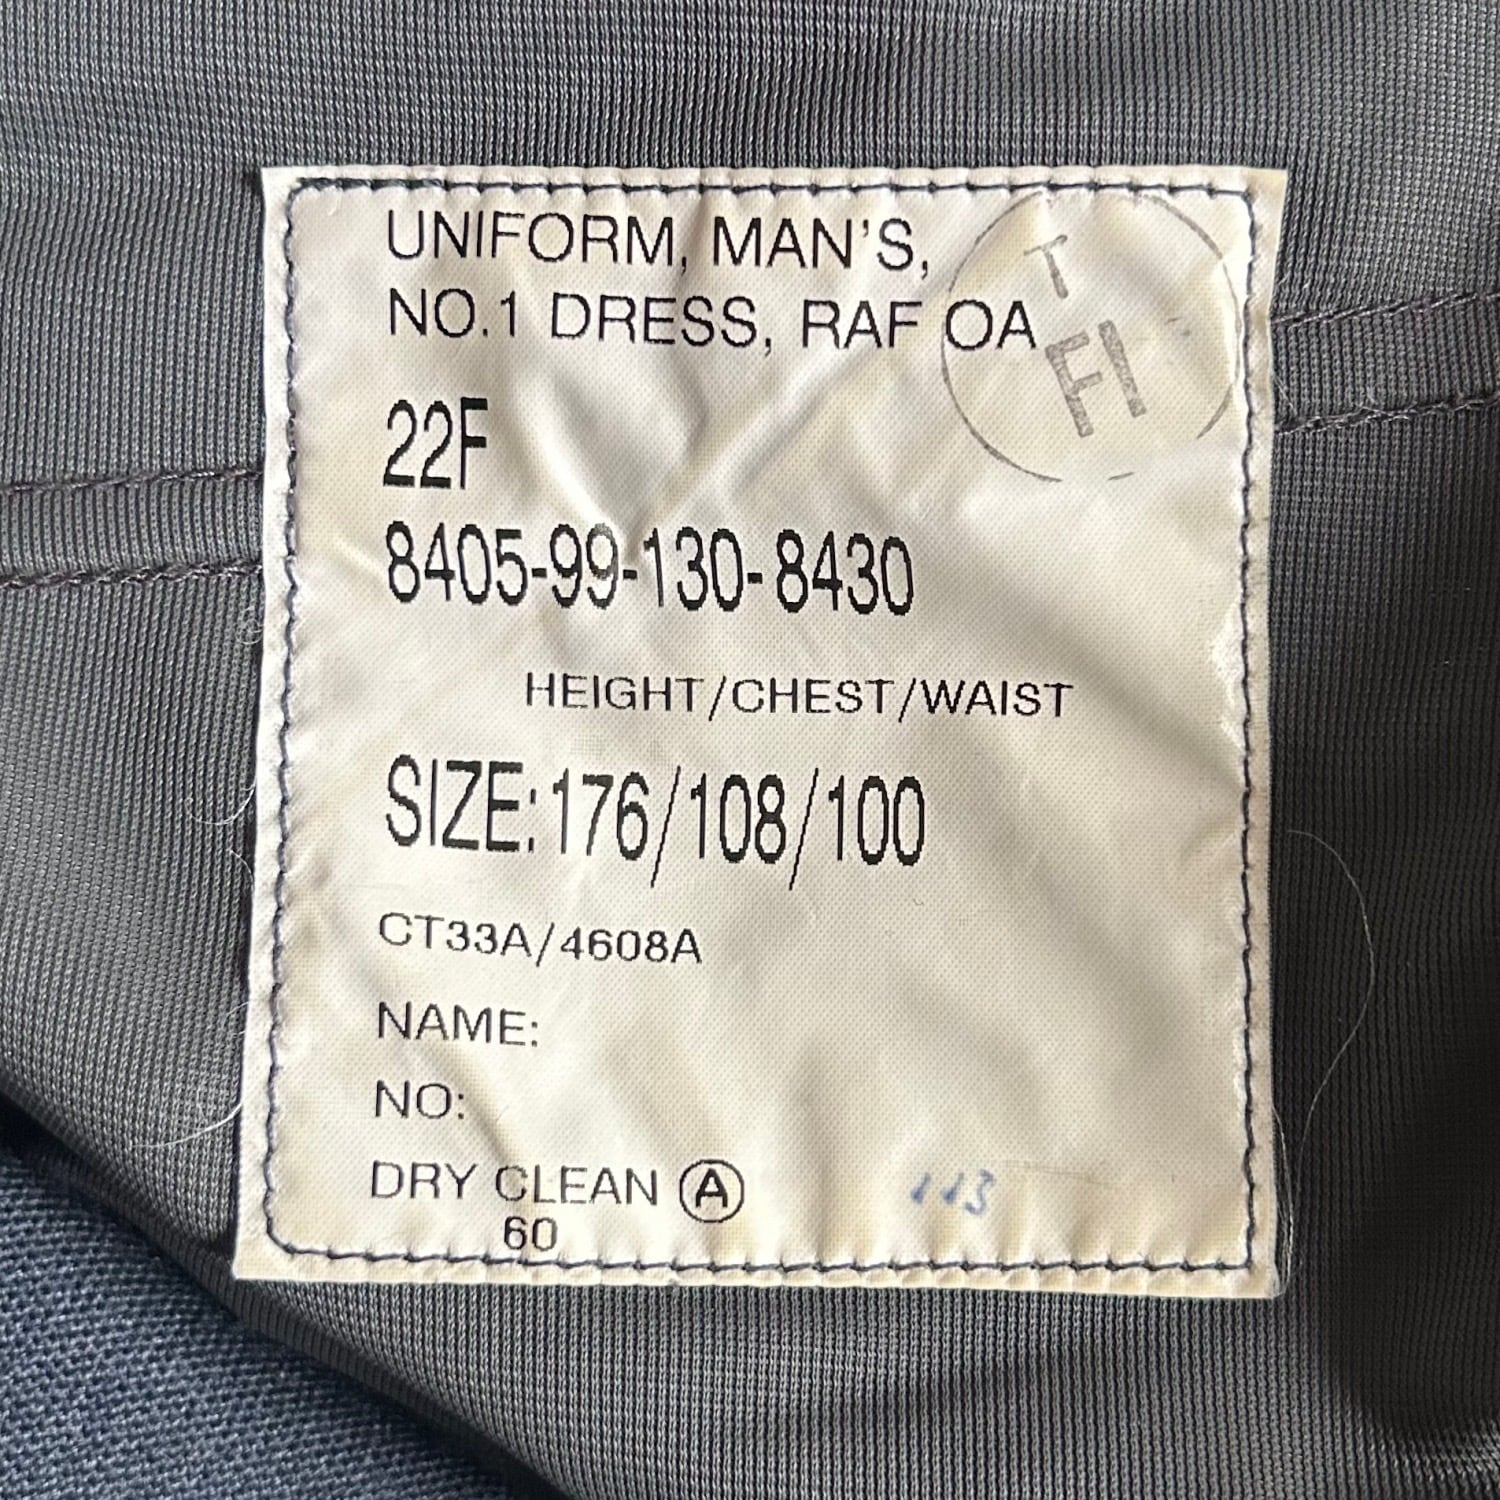 UNIFORM, MAN'S,
NO.1 DRESS, RAF OA
22F
8405-99-130-8430
HEIGHT/CHEST/WAIST
SIZE: 176/108/100
CT33A/4608A
NAME:
NO:
DRY CLEAN Ⓐ
60
113